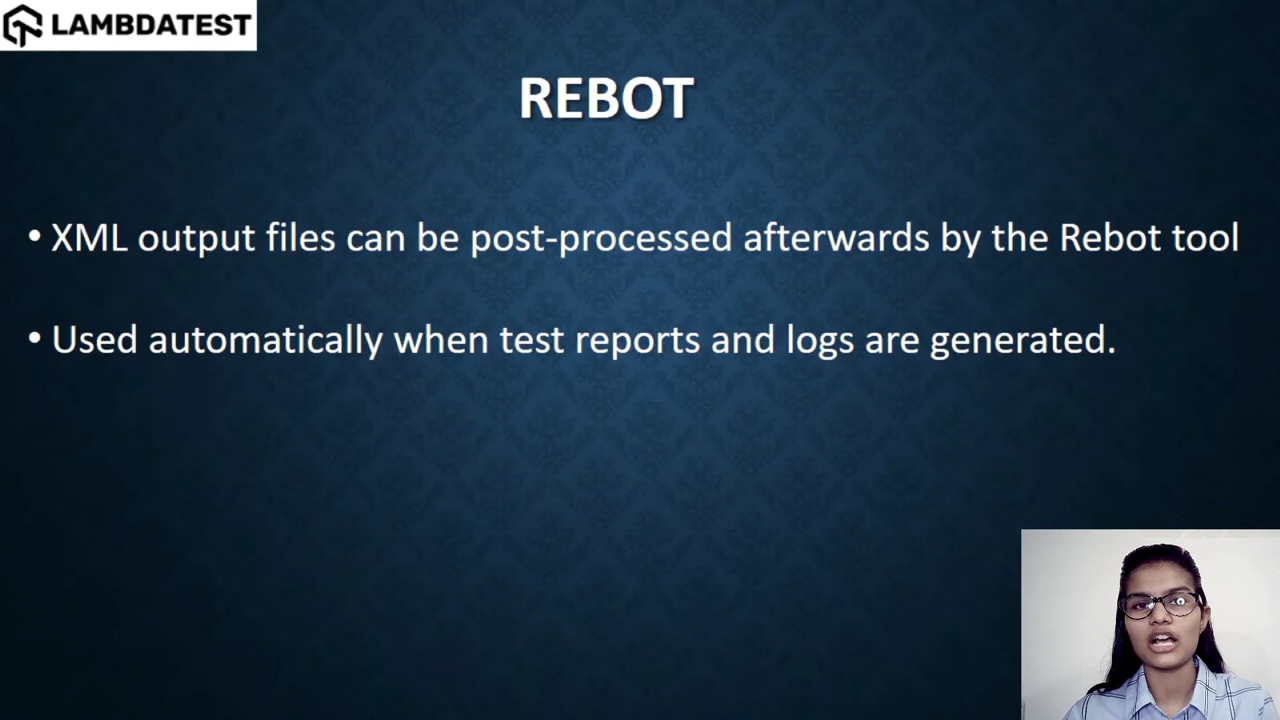 LAMBDATEST
REBOT
• XML output files can be post-processed afterwards by the Rebot tool
• Used automatically when test reports and logs are generated.